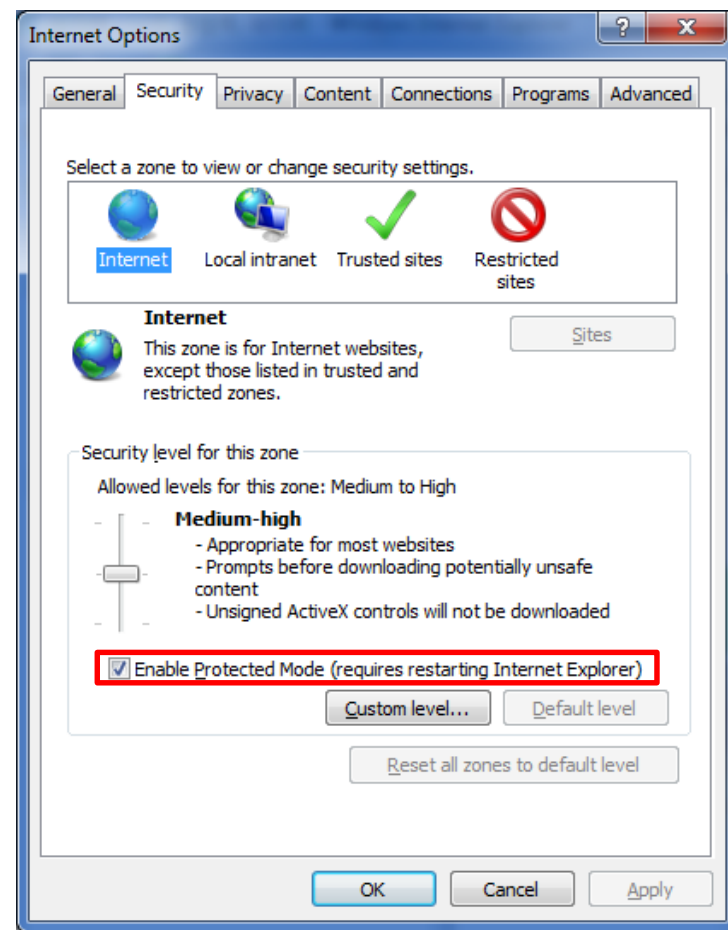 Internet Options
?
X
General Security Privacy Content Connections Programs Advanced
Select a zone to view or change security settings.
Internet Local intranet Trusted sites Restricted
sites
Internet
Sites
This zone is for Internet websites,
except those listed in trusted and
restricted zones.
Security level for this zone
Allowed levels for this zone: Medium to High
Medium-high
- Appropriate for most websites
- Prompts before downloading potentially unsafe
content
- Unsigned ActiveX controls will not be downloaded
Enable Protected Mode (requires restarting Internet Explorer)
Custom level... Default level
Reset all zones to default level
OK Cancel Apply